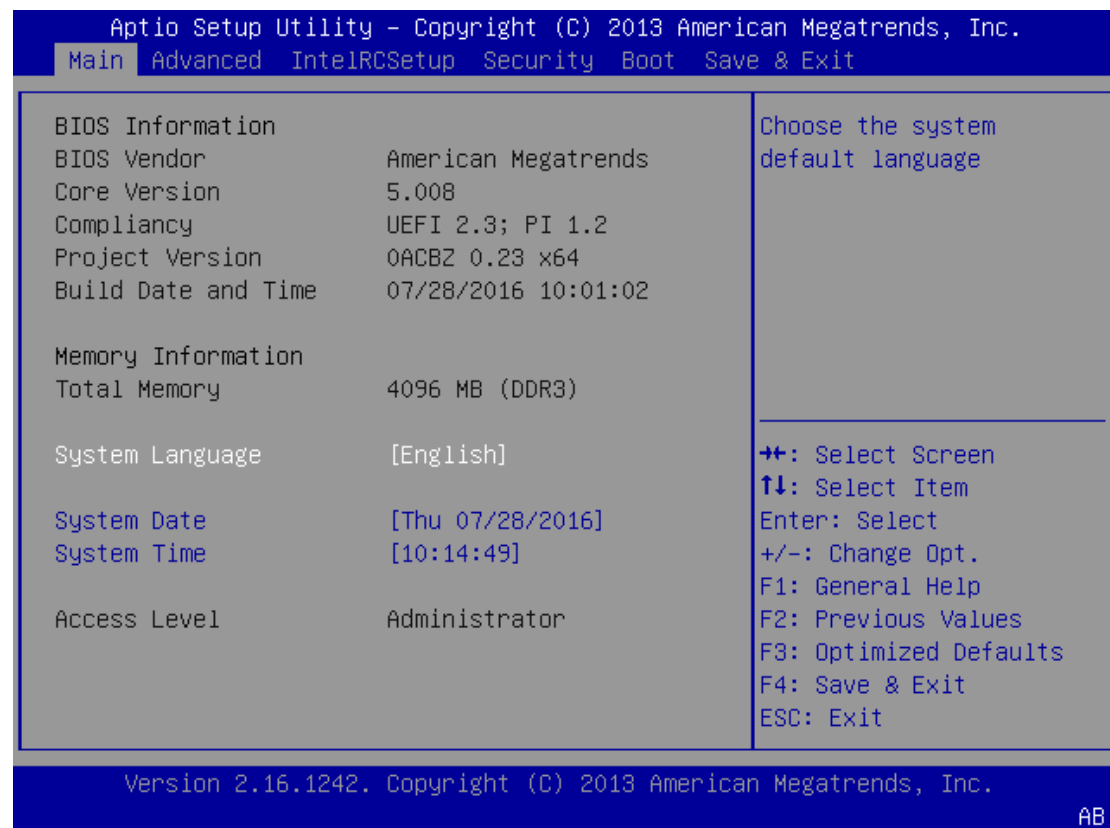 Aptio Setup Utility – Copyright (C) 2013 American Megatrends, Inc.
Main Advanced IntelRCSetup Security Boot Save & Exit
BIOS Information
BIOS Vendor American Megatrends
Core Version 5.008
Compliancy UEFI 2.3; PI 1.2
Project Version 0ACBZ 0.23 x64
Build Date and Time 07/28/2016 10:01:02
Memory Information
Total Memory 4096 MB (DDR3)
System Language [English]
System Date [Thu 07/28/2016]
System Time [10:14:49]
Access Level Administrator
Choose the system
default language
→←: Select Screen
↑↓: Select Item
Enter: Select
+/-: Change Opt.
F1: General Help
F2: Previous Values
F3: Optimized Defaults
F4: Save & Exit
ESC: Exit
Version 2.16.1242. Copyright (C) 2013 American Megatrends, Inc.
AB